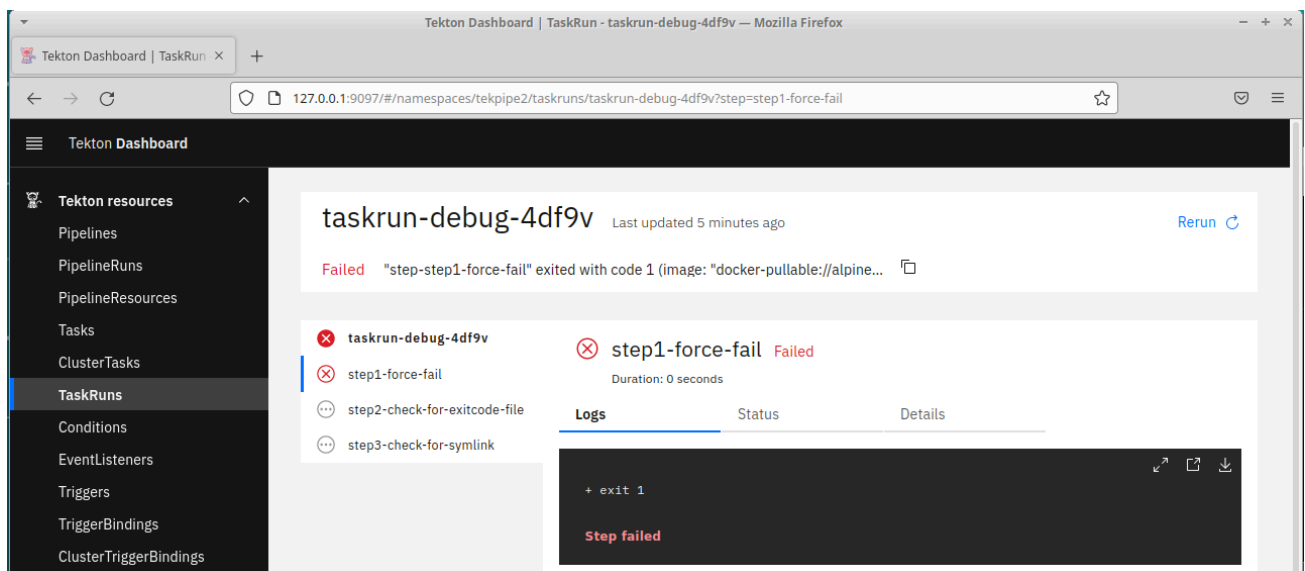 Tekton Dashboard | TaskRun - taskrun-debug-4df9v — Mozilla Firefox
Tekton Dashboard | TaskRun
127.0.0.1:9097/#/namespaces/tekpipe2/taskruns/taskrun-debug-4df9v?step=step1-force-fail
Tekton Dashboard
Tekton resources
Pipelines
PipelineRuns
PipelineResources
Tasks
ClusterTasks
TaskRuns
Conditions
EventListeners
Triggers
TriggerBindings
ClusterTriggerBindings
taskrun-debug-4df9v Last updated 5 minutes ago
Rerun
Failed "step-step1-force-fail" exited with code 1 (image: "docker-pullable://alpine...
taskrun-debug-4df9v
step1-force-fail
step2-check-for-exitcode-file
step3-check-for-symlink
step1-force-fail Failed
Duration: 0 seconds
Logs Status Details
+ exit 1
Step failed